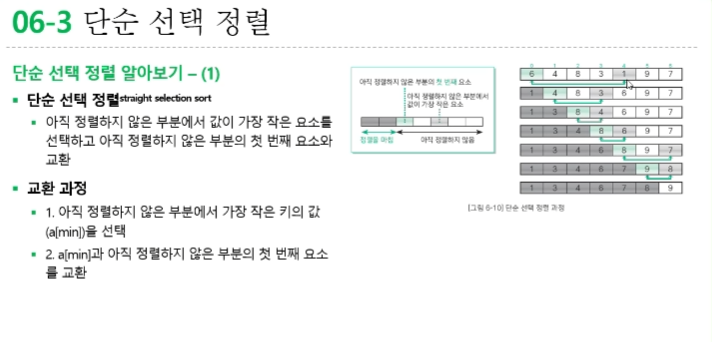 06-3 단순 선택 정렬
단순 선택 정렬 알아보기 – (1)
▪ 단순 선택 정렬straight selection sort
▪ 아직 정렬하지 않은 부분에서 값이 가장 작은 요소를
선택하고 아직 정렬하지 않은 부분의 첫 번째 요소와
교환
▪ 교환 과정
▪ 1. 아직 정렬하지 않은 부분에서 가장 작은 키의 값
(a[min])을 선택
▪ 2. a[min]과 아직 정렬하지 않은 부분의 첫 번째 요소
를 교환
아직 정렬하지 않은 부분의 첫 번째 요소
아직 정렬하지 않은 부분에서
값이 가장 작은 요소
정렬을 마침
아직 정렬하지 않음
0 1 2 3 4 5 6
6 4 8 3 1 9 7
1 4 8 3 6 9 7
1 3 8 4 6 9 7
1 3 4 8 6 9 7
1 3 4 6 8 9 7
1 3 4 6 7 9 8
1 3 4 6 7 8 9
[그림 6-10] 단순 선택 정렬 과정